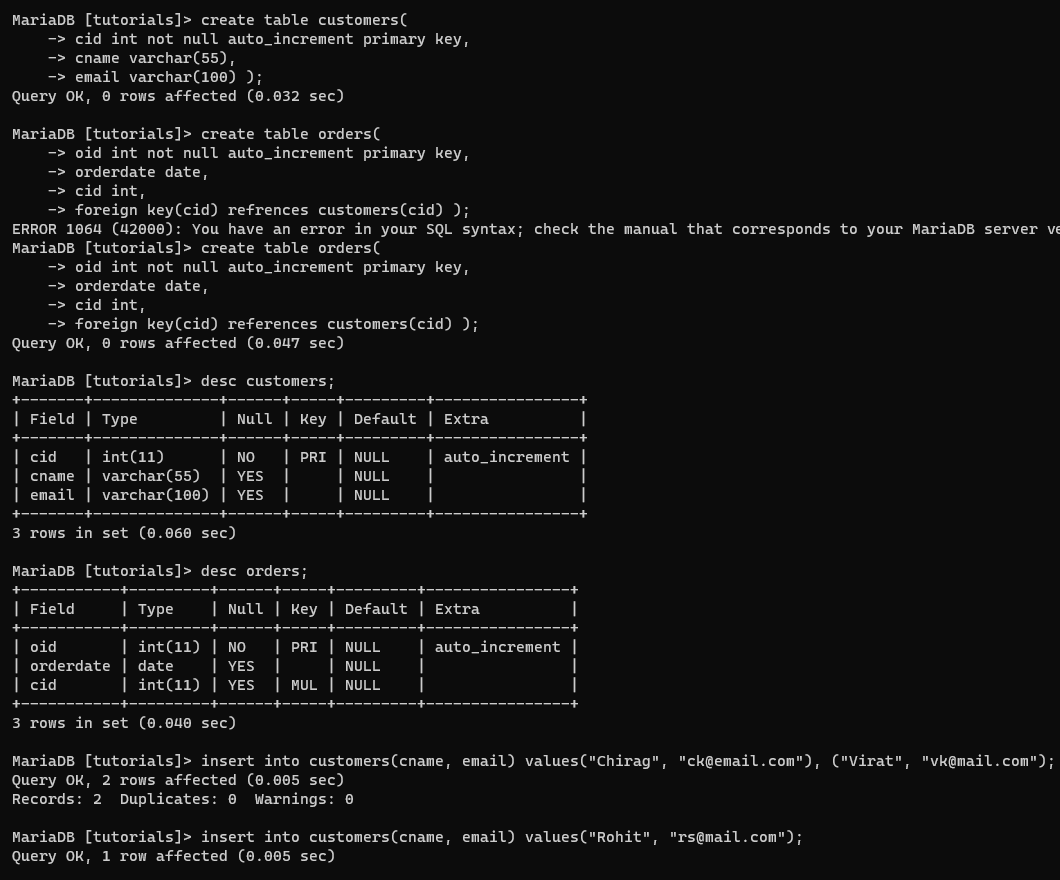 MariaDB [tutorials]> create table customers(
    -> cid int not null auto_increment primary key,
    -> cname varchar(55),
    -> email varchar(100) );
Query OK, 0 rows affected (0.032 sec)

MariaDB [tutorials]> create table orders(
    -> oid int not null auto_increment primary key,
    -> orderdate date,
    -> cid int,
    -> foreign key(cid) refrences customers(cid) );
ERROR 1064 (42000): You have an error in your SQL syntax; check the manual that corresponds to your MariaDB server ve
MariaDB [tutorials]> create table orders(
    -> oid int not null auto_increment primary key,
    -> orderdate date,
    -> cid int,
    -> foreign key(cid) references customers(cid) );
Query OK, 0 rows affected (0.047 sec)

MariaDB [tutorials]> desc customers;
+-------+--------------+------+-----+---------+----------------+
| Field | Type         | Null | Key | Default | Extra          |
+-------+--------------+------+-----+---------+----------------+
| cid   | int(11)      | NO   | PRI | NULL    | auto_increment |
| cname | varchar(55)  | YES  |     | NULL    |                |
| email | varchar(100) | YES  |     | NULL    |                |
+-------+--------------+------+-----+---------+----------------+
3 rows in set (0.060 sec)

MariaDB [tutorials]> desc orders;
+-----------+---------+------+-----+---------+----------------+
| Field     | Type    | Null | Key | Default | Extra          |
+-----------+---------+------+-----+---------+----------------+
| oid       | int(11) | NO   | PRI | NULL    | auto_increment |
| orderdate | date    | YES  |     | NULL    |                |
| cid       | int(11) | YES  | MUL | NULL    |                |
+-----------+---------+------+-----+---------+----------------+
3 rows in set (0.040 sec)

MariaDB [tutorials]> insert into customers(cname, email) values("Chirag", "ck@email.com"), ("Virat", "vk@mail.com");
Query OK, 2 rows affected (0.005 sec)
Records: 2  Duplicates: 0  Warnings: 0

MariaDB [tutorials]> insert into customers(cname, email) values("Rohit", "rs@mail.com");
Query OK, 1 row affected (0.005 sec)